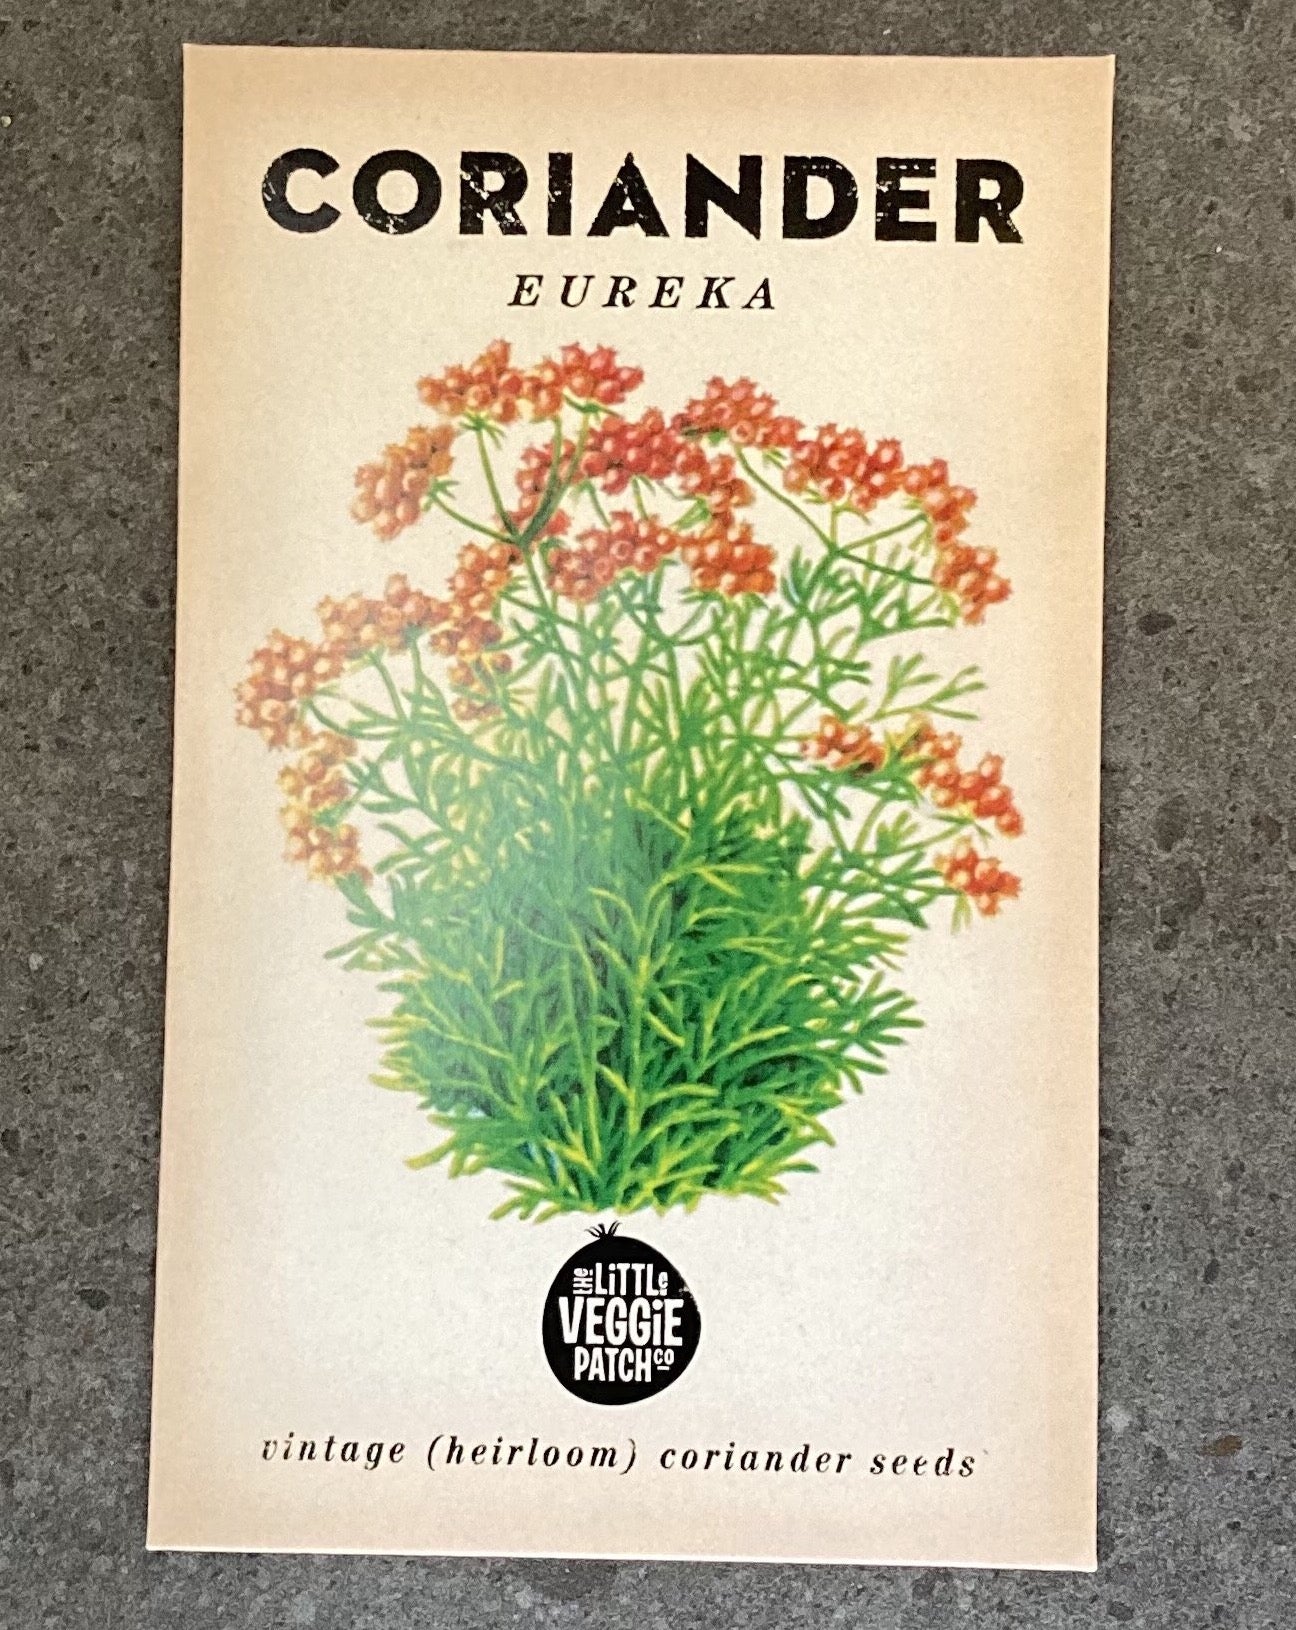 CORIANDER
EUREKA
THE LiTTLe
VEGGiE
PATCH CO
vintage (heirloom) coriander seeds